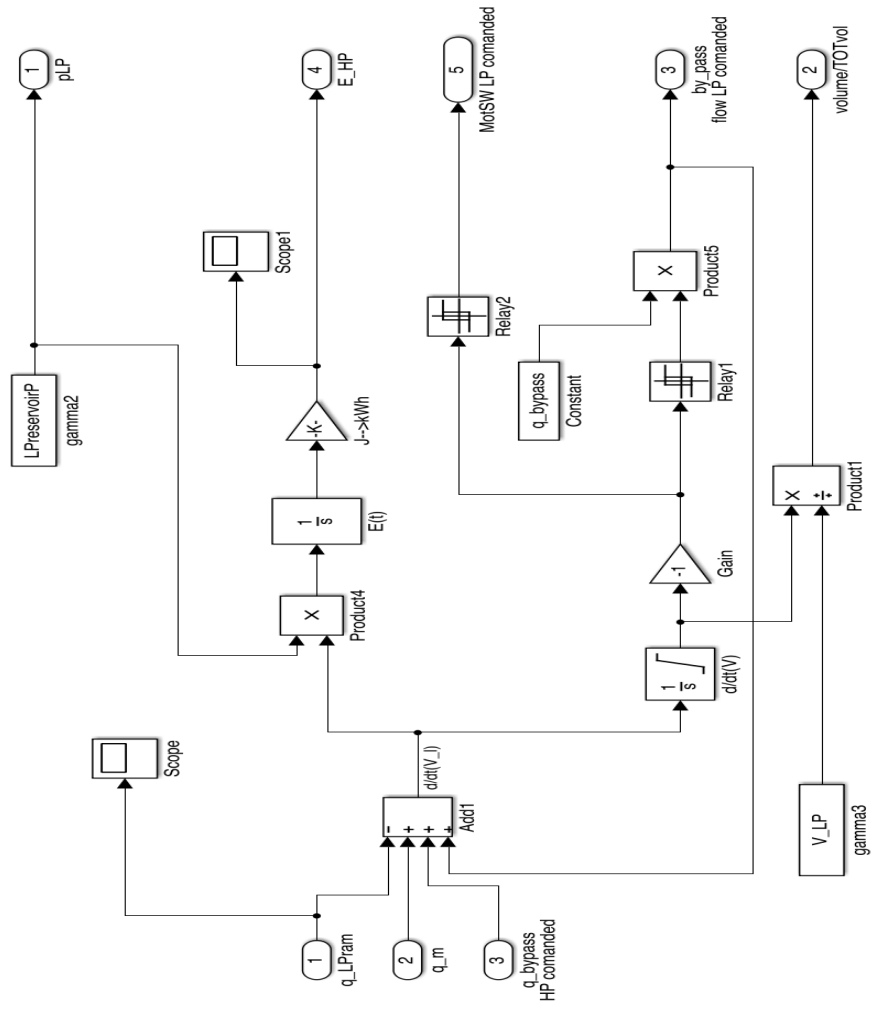 LPreservoirP
gamma2
1
pLP
Scope
Scope1
1
q_LPram
X
Product4
1
s
E(t)
-K-
J-->kWh
4
E_HP
2
q_m
-
+
+
+
Add1
d/dt(V_l)
Relay2
5
MotSW LP comanded
3
q_bypass
HP comanded
q_bypass
Constant
1
s
d/dt(V)
-1
Gain
Relay1
X
Product5
3
by_pass
flow LP comanded
V_LP
gamma3
X
÷
Product1
2
volume/TOTvol